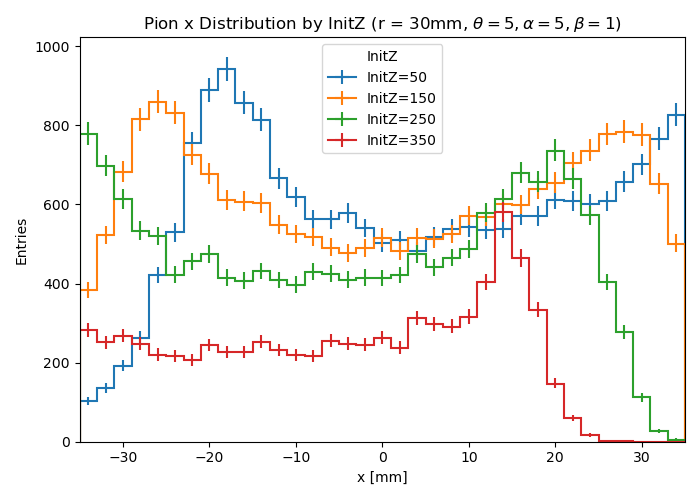 Pion x Distribution by InitZ (r = 30mm, θ = 5, α = 5, β = 1)
InitZ
InitZ=50
InitZ=150
InitZ=250
InitZ=350
Entries
1000
800
600
400
200
0
−30 −20 −10 0 10 20 30
x [mm]